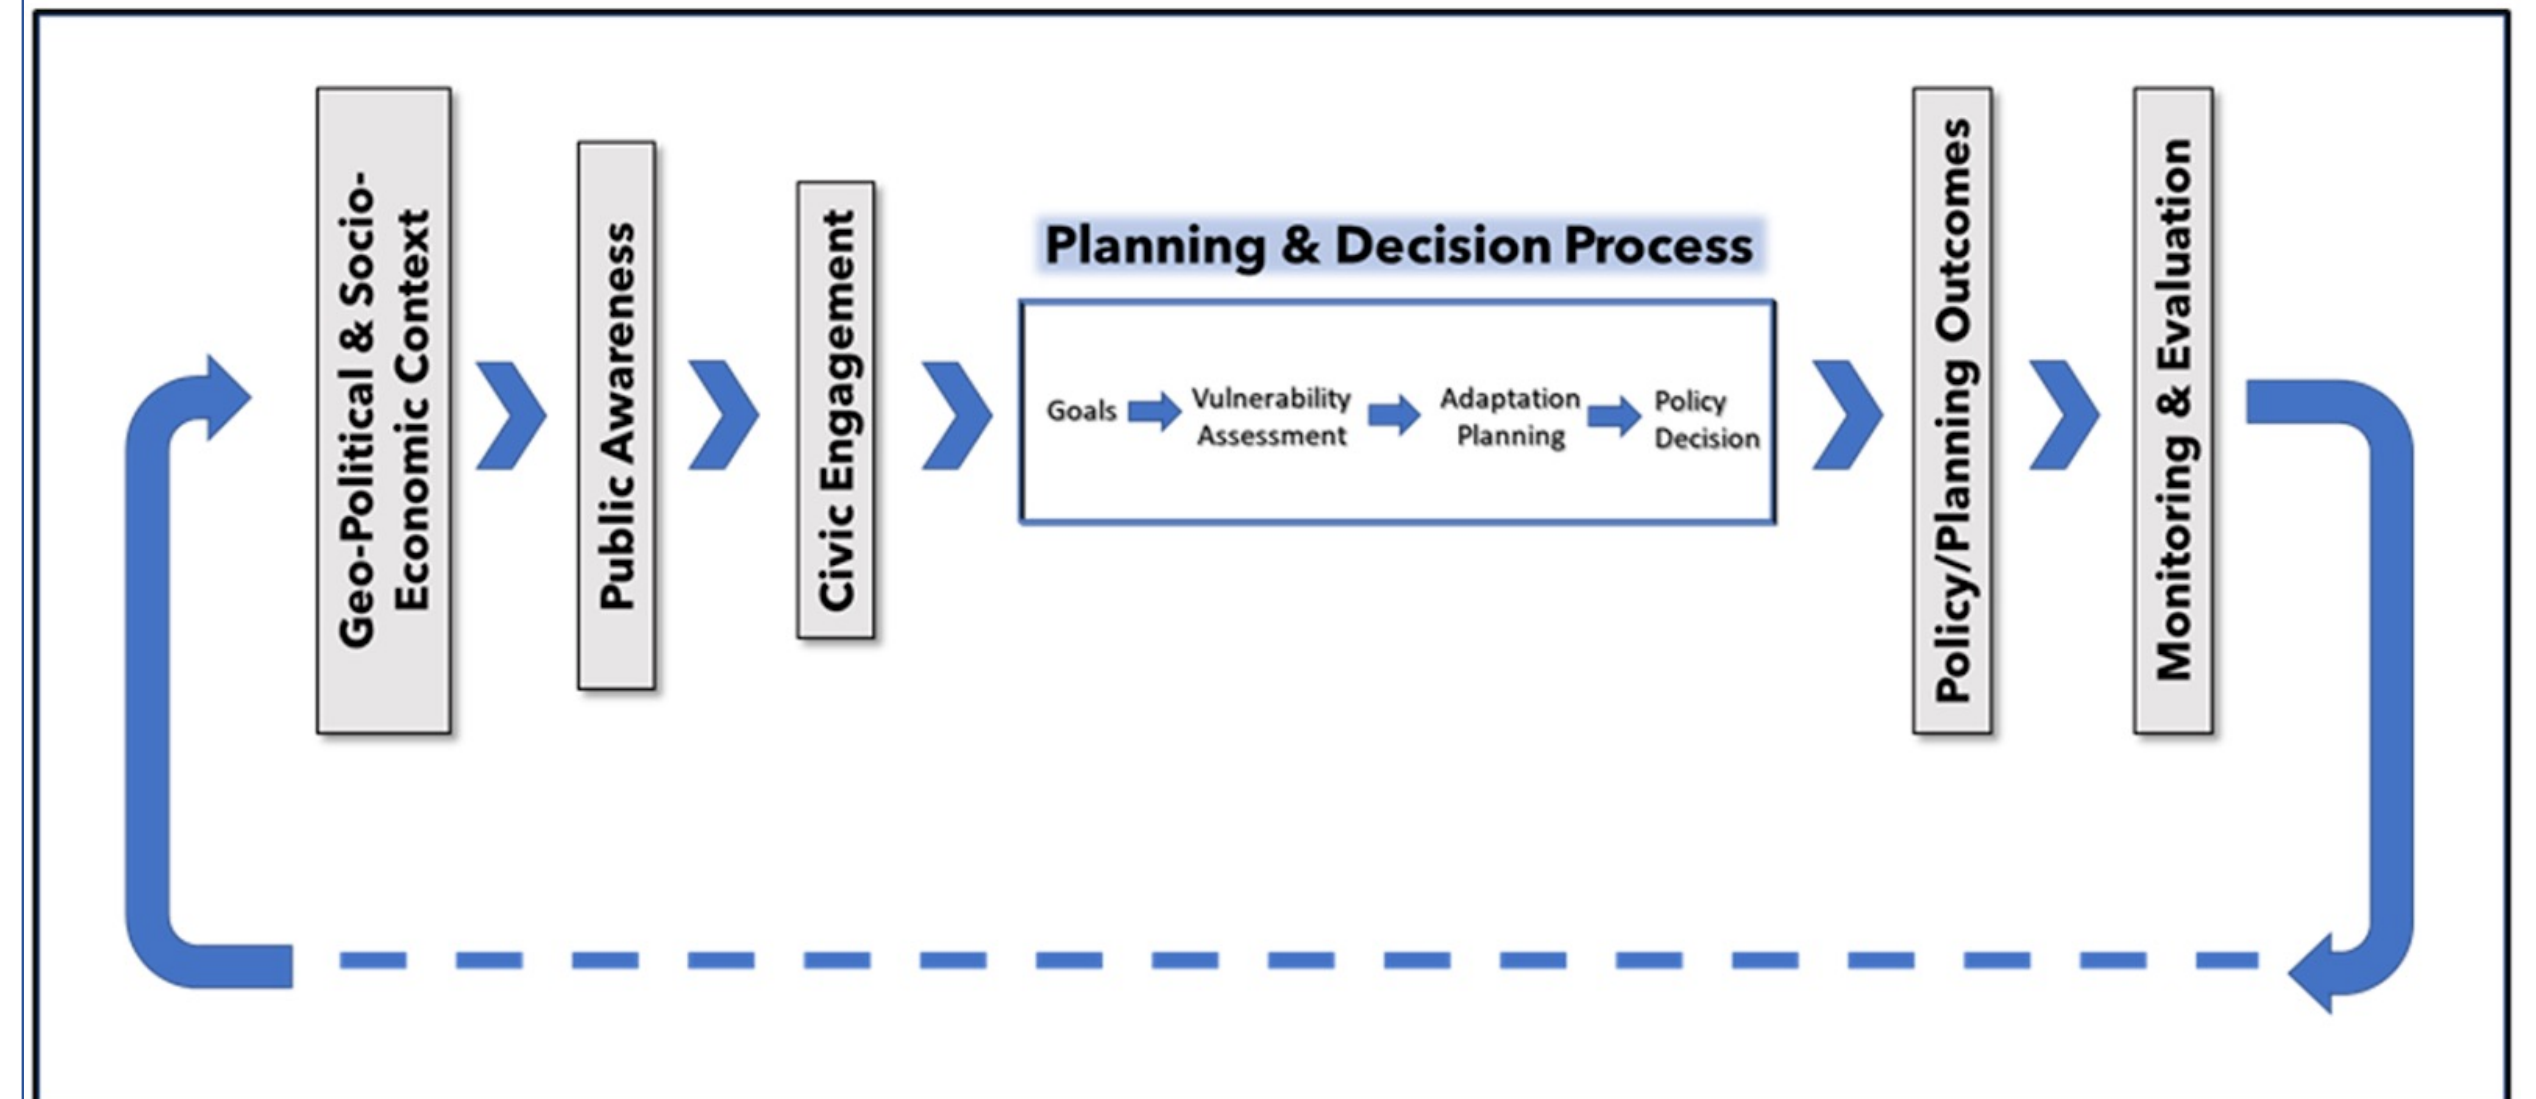 Geo-Political & Socio-
Economic Context
Public Awareness
Civic Engagement
Planning & Decision Process
Goals
Vulnerability
Assessment
Adaptation
Planning
Policy
Decision
Policy/Planning Outcomes
Monitoring & Evaluation